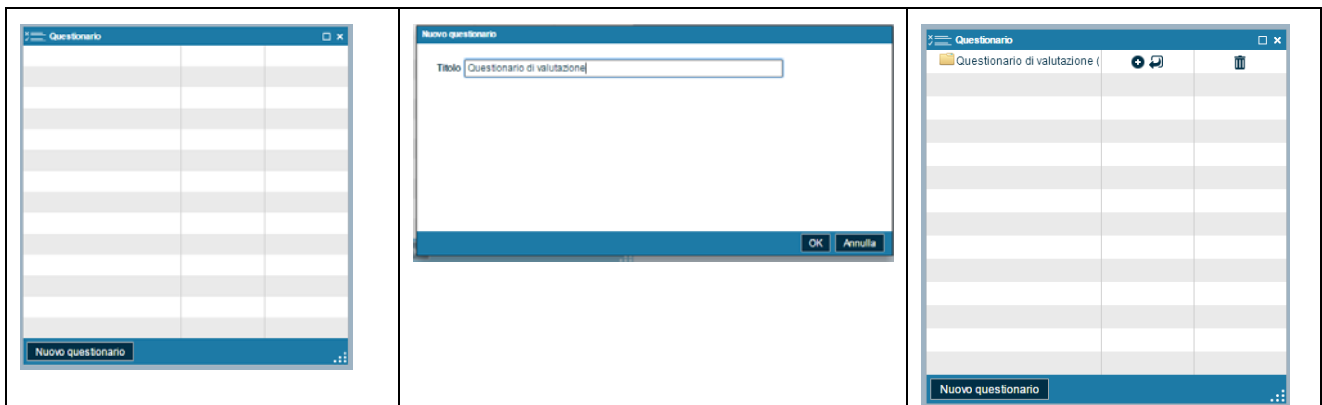 Questionario
Nuovo questionario
Nuovo questionario
Titolo Questionario di valutazione
OK Annulla
Questionario
Questionario di valutazione (
Nuovo questionario